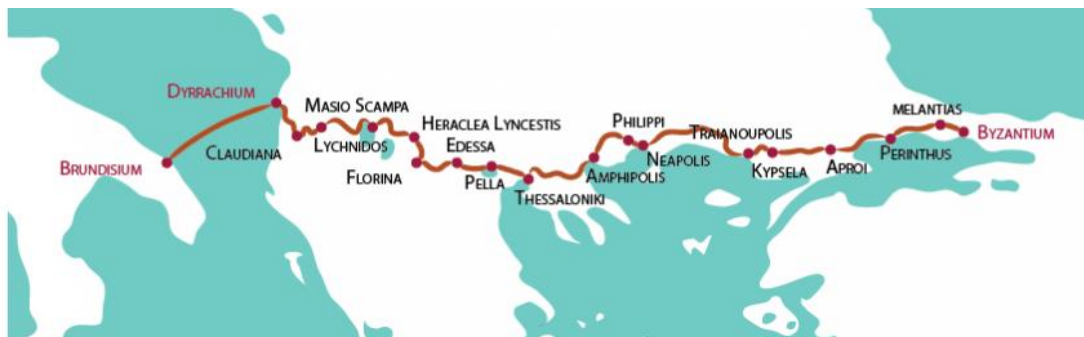 Brundisium
Dyrrachium
Claudiana
Masio Scampa
Lychnidos
Heraclea Lyncestis
Florina
Edessa
Pella
Thessaloniki
Amphipolis
Philippi
Neapolis
Traianoupolis
Kypsela
Aproi
Perinthus
melantias
Byzantium